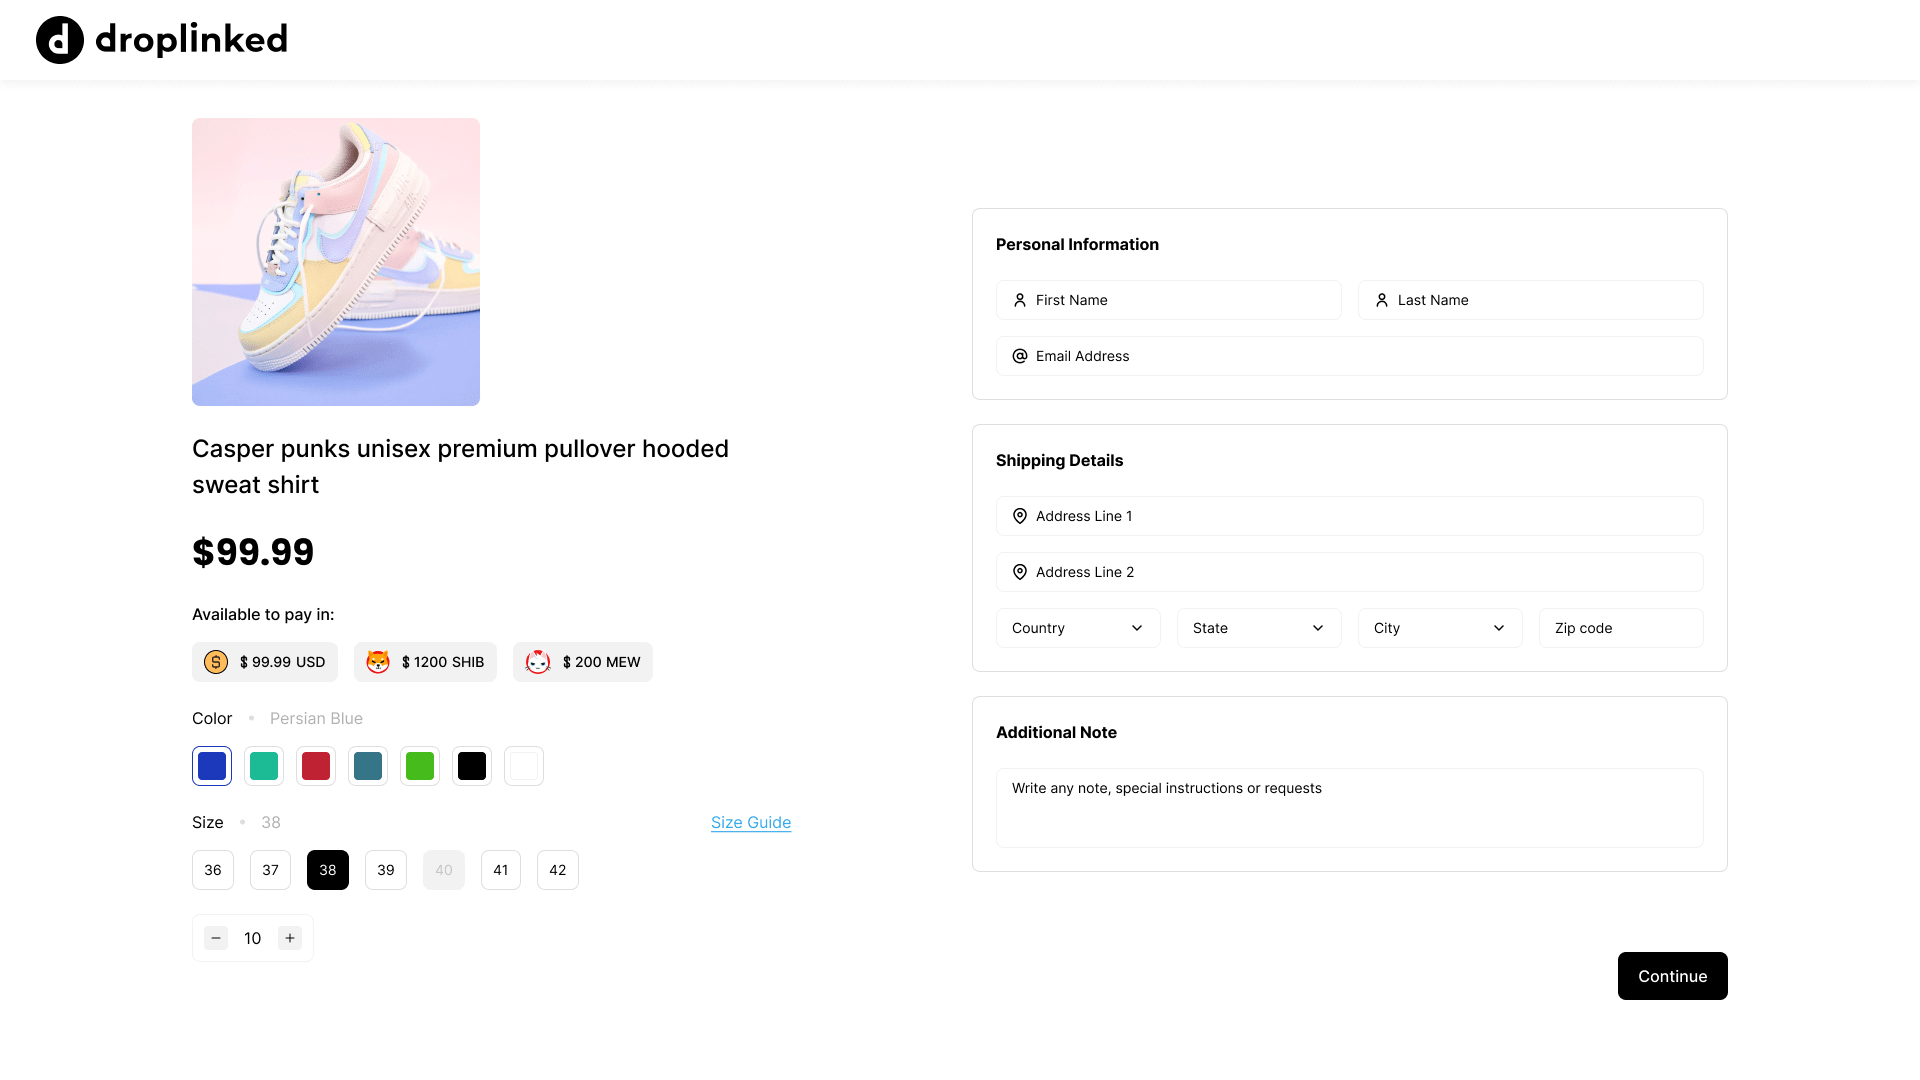 droplinked
Casper punks unisex premium pullover hooded
sweat shirt
$99.99
Available to pay in:
$ 99.99 USD
$ 1200 SHIB
$ 200 MEW
Color • Persian Blue
Size • 38
Size Guide
36 37 38 39 40 41 42
− 10 +
Personal Information
First Name
Last Name
Email Address
Shipping Details
Address Line 1
Address Line 2
Country
State
City
Zip code
Additional Note
Write any note, special instructions or requests
Continue